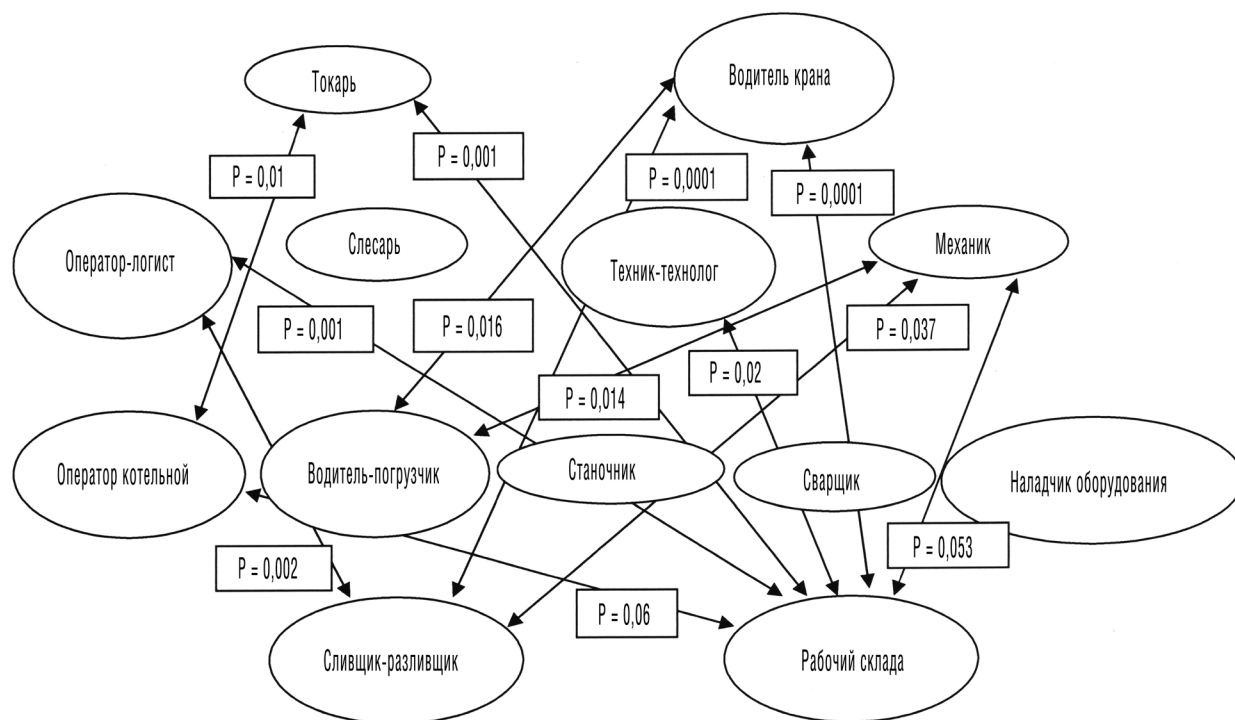 Токарь
Водитель крана
P = 0,001
P = 0,01
P = 0,0001
P = 0,0001
Оператор-логист
Слесарь
Техник-технолог
Механик
P = 0,001
P = 0,016
P = 0,037
P = 0,02
P = 0,014
Оператор котельной
Водитель-погрузчик
Станочник
Сварщик
Наладчик оборудования
P = 0,002
P = 0,053
P = 0,06
Сливщик-разливщик
Рабочий склада